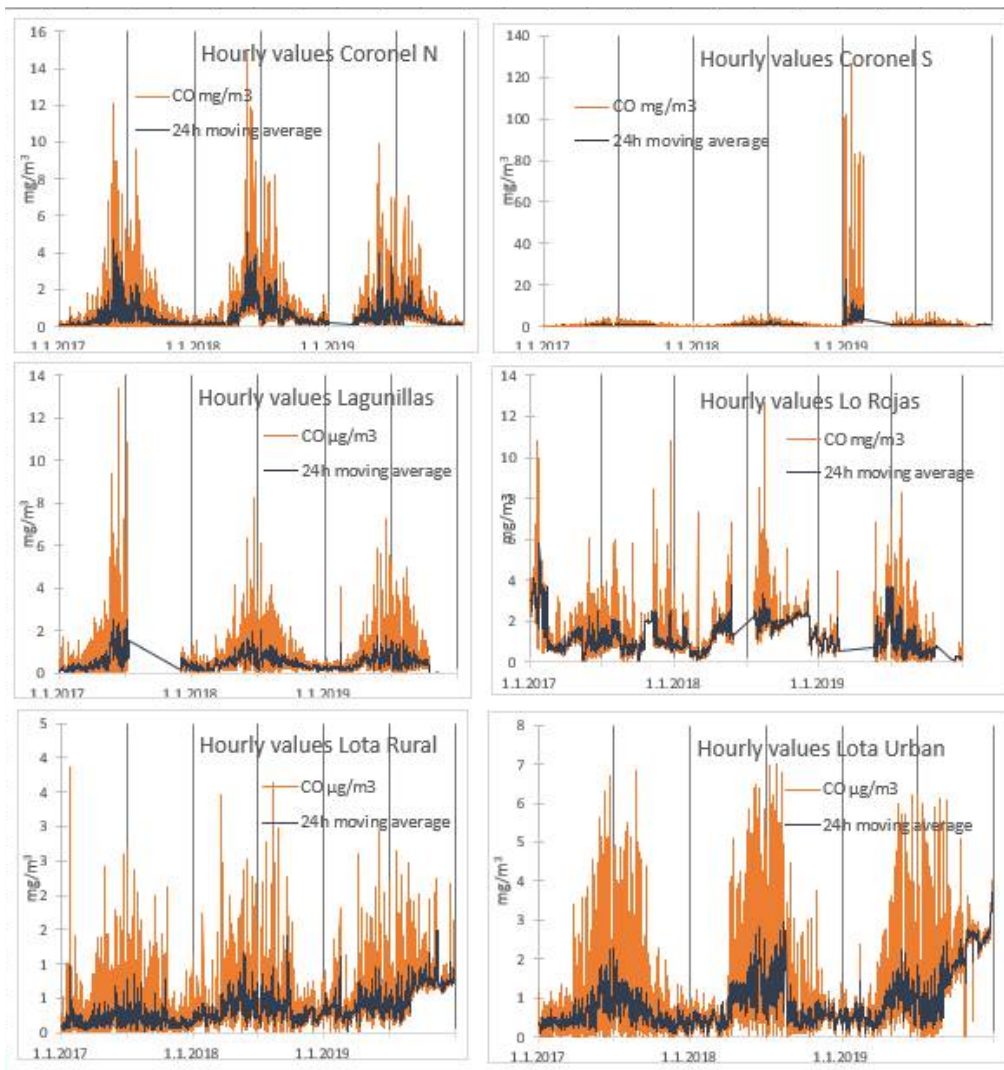 Hourly values Coronel N
CO mg/m3
24h moving average
mg/m³
16
14
12
10
8
6
4
2
0
1.1.2017
1.1.2018
1.1.2019
Hourly values Coronel S
CO mg/m3
24h moving average
mg/m³
140
120
100
80
60
40
20
0
1.1.2017
1.1.2018
1.1.2019
Hourly values Lagunillas
CO µg/m3
24h moving average
mg/m³
14
12
10
8
6
4
2
0
1.1.2017
1.1.2018
1.1.2019
Hourly values Lo Rojas
CO mg/m3
24h moving average
mg/m3
14
12
10
8
6
4
2
0
1.1.2017
1.1.2018
1.1.2019
Hourly values Lota Rural
CO µg/m3
24h moving average
mg/m³
5
4
4
3
3
2
2
1
1
0
1.1.2017
1.1.2018
1.1.2019
Hourly values Lota Urban
CO µg/m3
24h moving average
mg/m³
8
7
6
5
4
3
2
1
0
1.1.2017
1.1.2018
1.1.2019